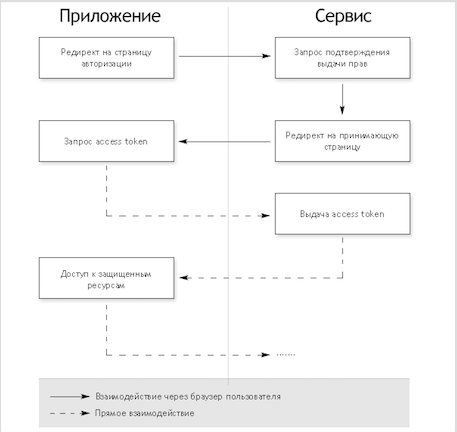 Приложение
Сервис
Редирект на страницу
авторизации
Запрос подтверждения
выдачи прав
Запрос access token
Редирект на принимающую
страницу
Выдача access token
Доступ к защищенным
ресурсам
.......
Взаимодействие через браузер пользователя
Прямое взаимодействие